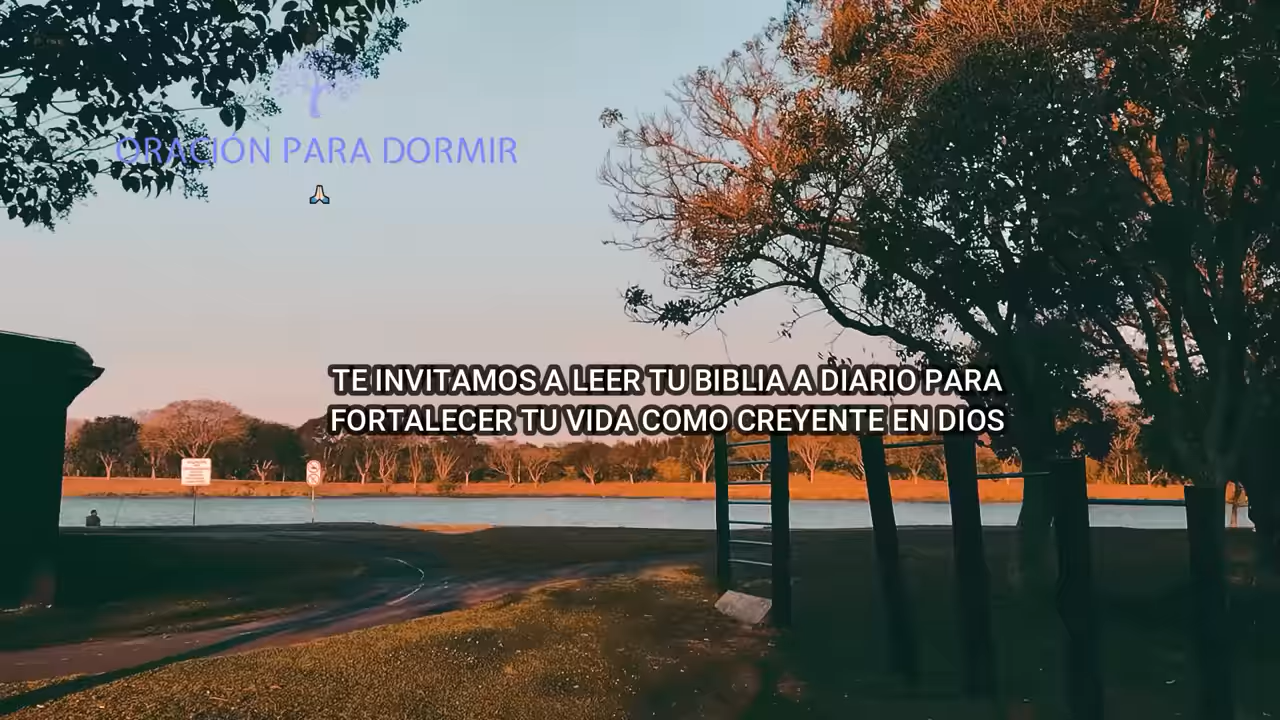 ORACIÓN PARA DORMIR
TE INVITAMOS A LEER TU BIBLIA A DIARIO PARA
FORTALECER TU VIDA COMO CREYENTE EN DIOS